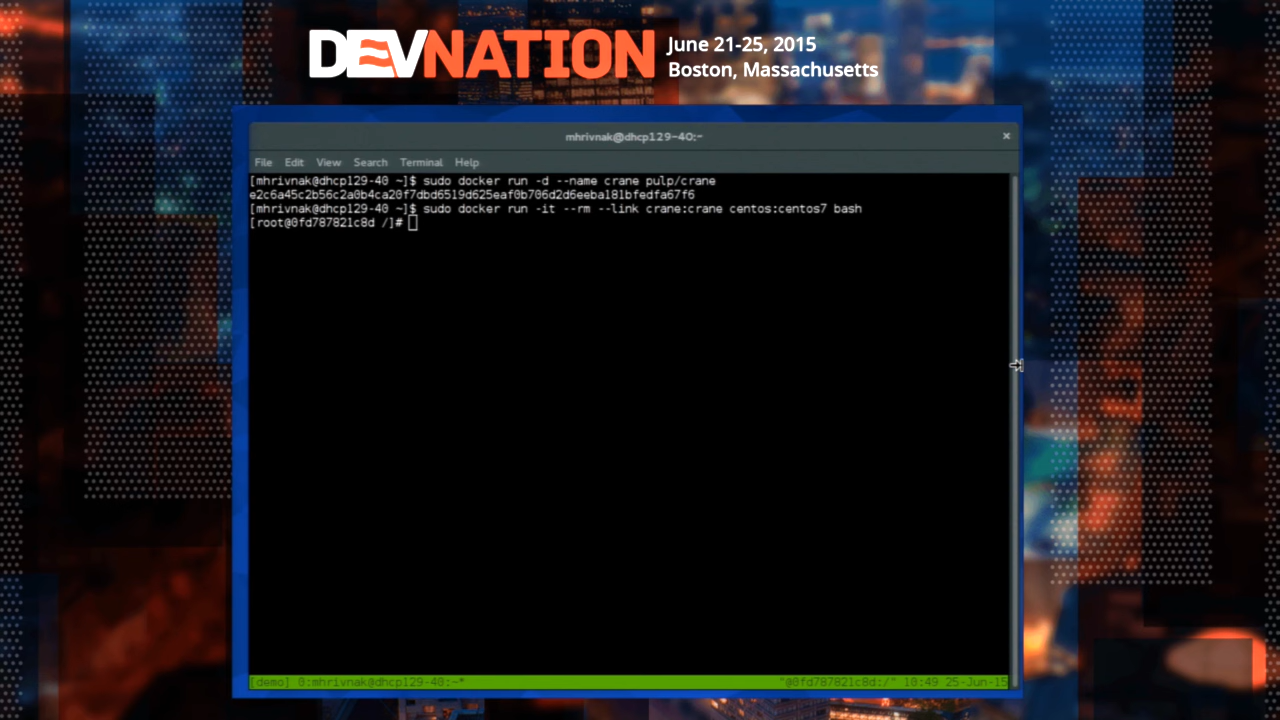 DEVNATION
June 21-25, 2015
Boston, Massachusetts
mhrivnak@dhcp129-40:~
File Edit View Search Terminal Help
[mhrivnak@dhcp129-40 ~]$ sudo docker run -d --name crane pulp/crane
e2c6a45c2b56c2a0b4ca20f7dbd6519d625eaf0b706d2d6eeba181bfedfa67f6
[mhrivnak@dhcp129-40 ~]$ sudo docker run -it --rm --link crane:crane centos:centos7 bash
[root@0fd787821c8d /]#
[demo] 0:mhrivnak@dhcp129-40:~* "@0fd787821c8d:/" 10:49 25-Jun-15